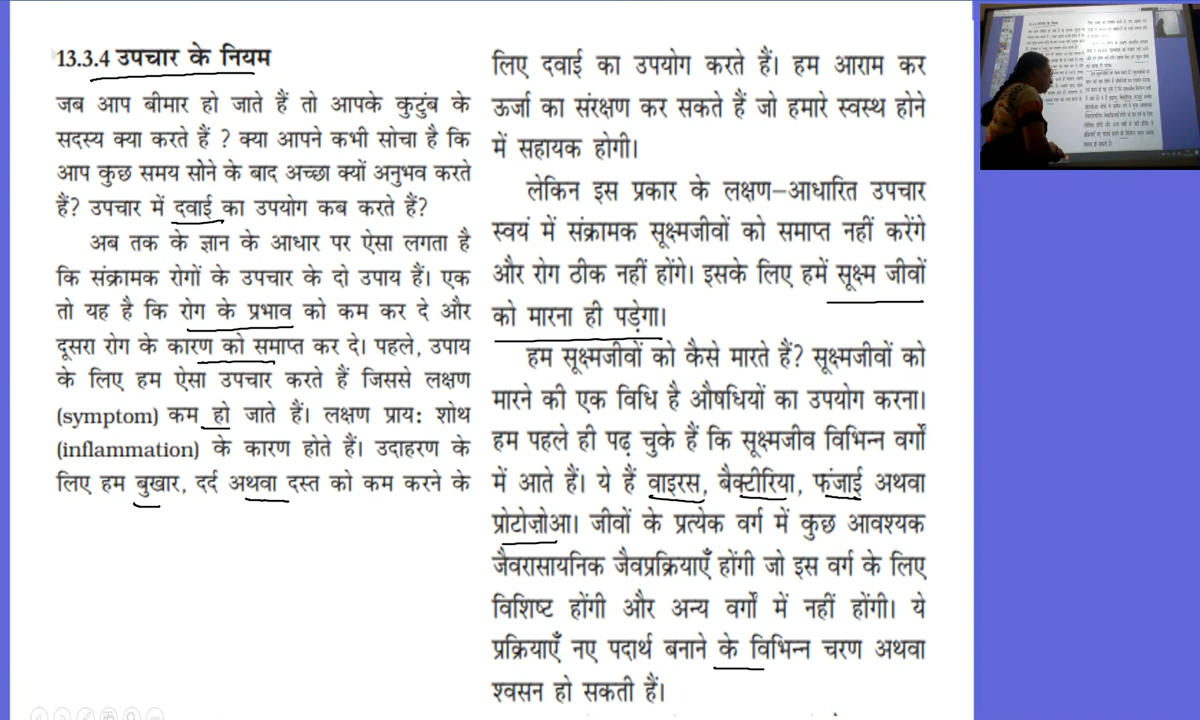 13.3.4 उपचार के नियम
जब आप बीमार हो जाते हैं तो आपके कुटुंब के
सदस्य क्या करते हैं ? क्या आपने कभी सोचा है कि
आप कुछ समय सोने के बाद अच्छा क्यों अनुभव करते
हैं? उपचार में दवाई का उपयोग कब करते हैं?
अब तक के ज्ञान के आधार पर ऐसा लगता है
कि संक्रामक रोगों के उपचार के दो उपाय हैं। एक
तो यह है कि रोग के प्रभाव को कम कर दे और
दूसरा रोग के कारण को समाप्त कर दे। पहले, उपाय
के लिए हम ऐसा उपचार करते हैं जिससे लक्षण
(symptom) कम हो जाते हैं। लक्षण प्राय: शोथ
(inflammation) के कारण होते हैं। उदाहरण के
लिए हम बुखार, दर्द अथवा दस्त को कम करने के
लिए दवाई का उपयोग करते हैं। हम आराम कर
ऊर्जा का संरक्षण कर सकते हैं जो हमारे स्वस्थ होने
में सहायक होगी।
लेकिन इस प्रकार के लक्षण–आधारित उपचार
स्वयं में संक्रामक सूक्ष्मजीवों को समाप्त नहीं करेंगे
और रोग ठीक नहीं होंगे। इसके लिए हमें सूक्ष्म जीवों
को मारना ही पड़ेगा।
हम सूक्ष्मजीवों को कैसे मारते हैं? सूक्ष्मजीवों को
मारने की एक विधि है औषधियों का उपयोग करना।
हम पहले ही पढ़ चुके हैं कि सूक्ष्मजीव विभिन्न वर्गों
में आते हैं। ये हैं वाइरस, बैक्टीरिया, फंजाई अथवा
प्रोटोज़ोआ। जीवों के प्रत्येक वर्ग में कुछ आवश्यक
जैवरासायनिक जैवप्रक्रियाएँ होंगी जो इस वर्ग के लिए
विशिष्ट होंगी और अन्य वर्गों में नहीं होंगी। ये
प्रक्रियाएँ नए पदार्थ बनाने के विभिन्न चरण अथवा
श्वसन हो सकती हैं।